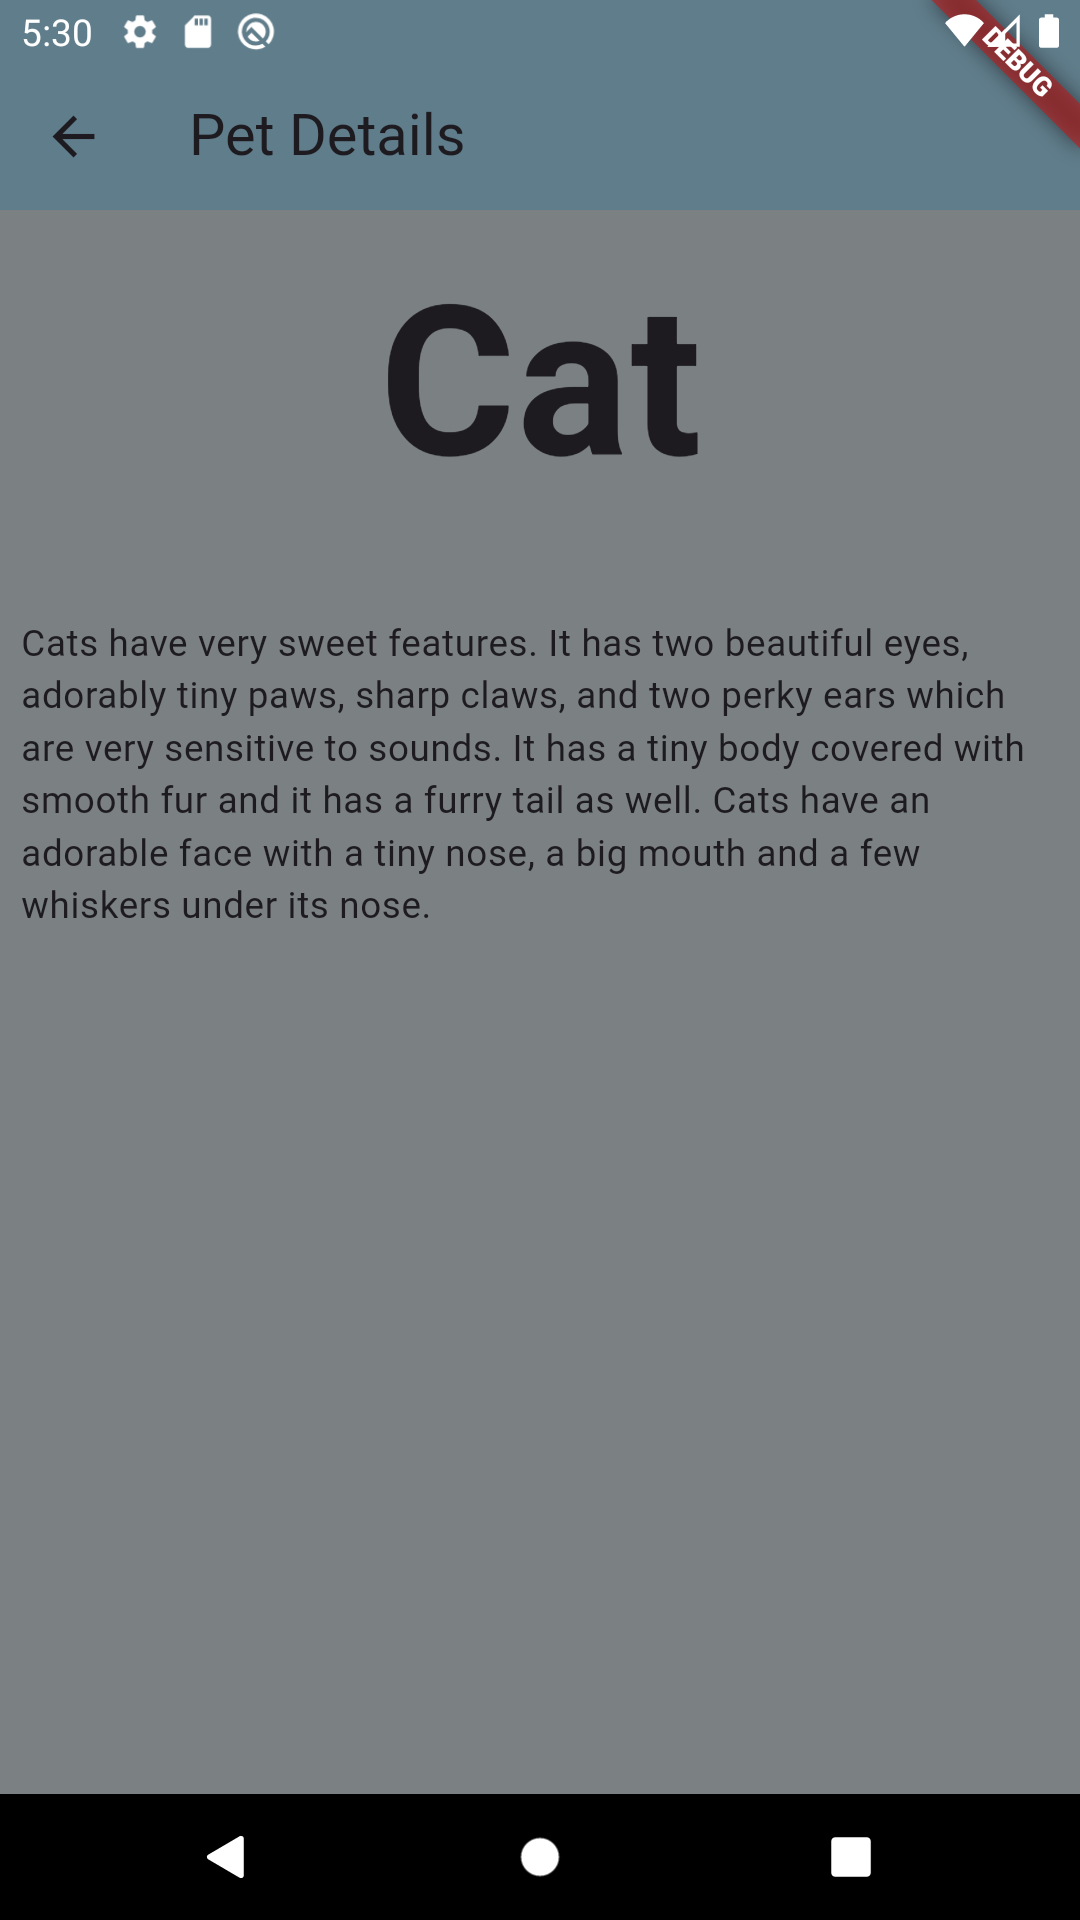 5:30
DEBUG
Pet Details
Cat
Cats have very sweet features. It has two beautiful eyes,
adorably tiny paws, sharp claws, and two perky ears which
are very sensitive to sounds. It has a tiny body covered with
smooth fur and it has a furry tail as well. Cats have an
adorable face with a tiny nose, a big mouth and a few
whiskers under its nose.